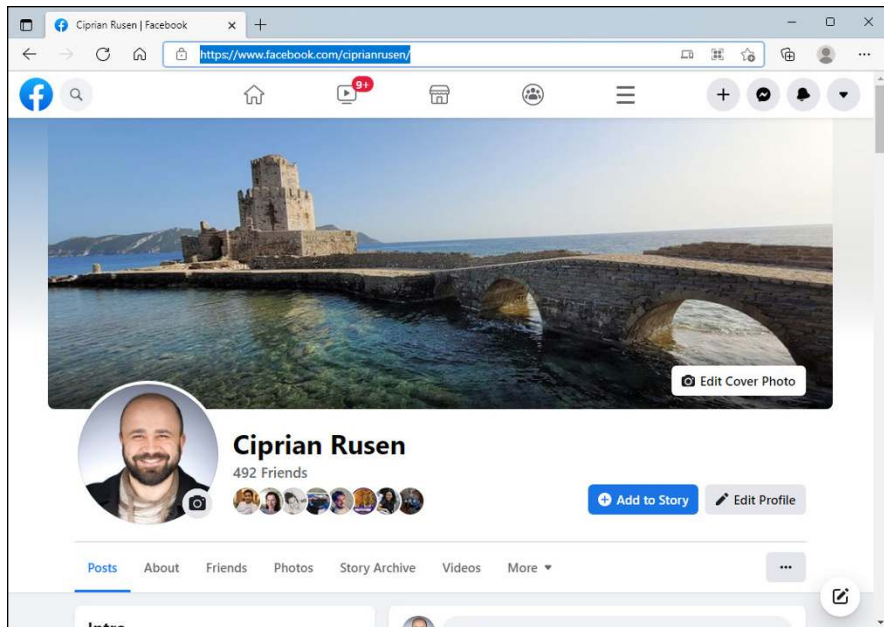 Ciprian Rusen | Facebook
https://www.facebook.com/ciprianrusen/
9+
Edit Cover Photo
Ciprian Rusen
492 Friends
Add to Story
Edit Profile
Posts About Friends Photos Story Archive Videos More
Intro